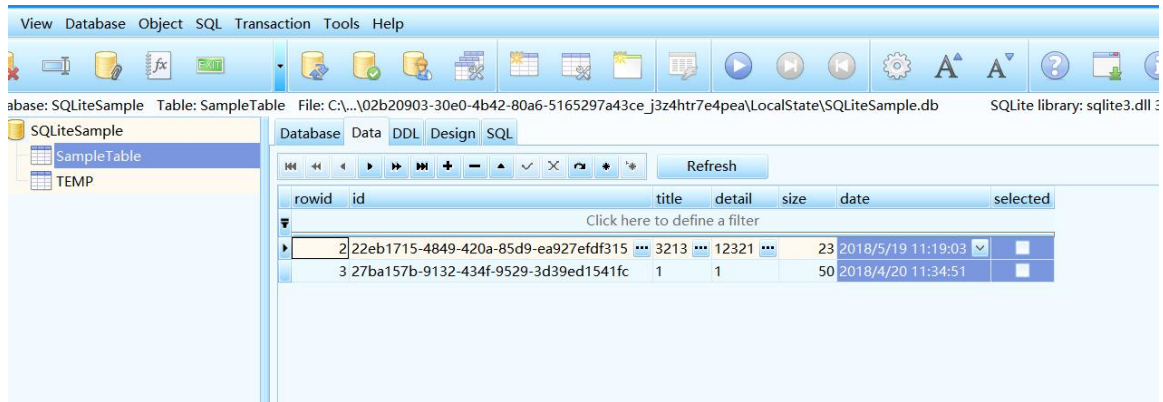 View Database Object SQL Transaction Tools Help
fx EXIT A A ?
abase: SQLiteSample Table: SampleTable File: C:\...\02b20903-30e0-4b42-80a6-5165297a43ce_j3z4htr7e4pea\LocalState\SQLiteSample.db SQLite library: sqlite3.dll 3
SQLiteSample
SampleTable
TEMP
Database Data DDL Design SQL
Refresh
rowid id title detail size date selected
Click here to define a filter
2 22eb1715-4849-420a-85d9-ea927efdf315 ... 3213 ... 12321 ... 23 2018/5/19 11:19:03
3 27ba157b-9132-434f-9529-3d39ed1541fc 1 1 50 2018/4/20 11:34:51